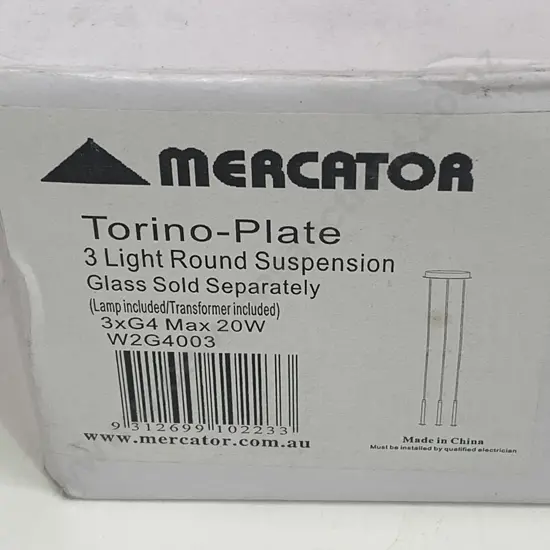 MERCATOR
Torino-Plate
3 Light Round Suspension
Glass Sold Separately
(Lamp included/Transformer included)
3xG4 Max 20W
W2G4003
9 312699 102233
www.mercator.com.au
Made in China
Must be installed by qualified electrician